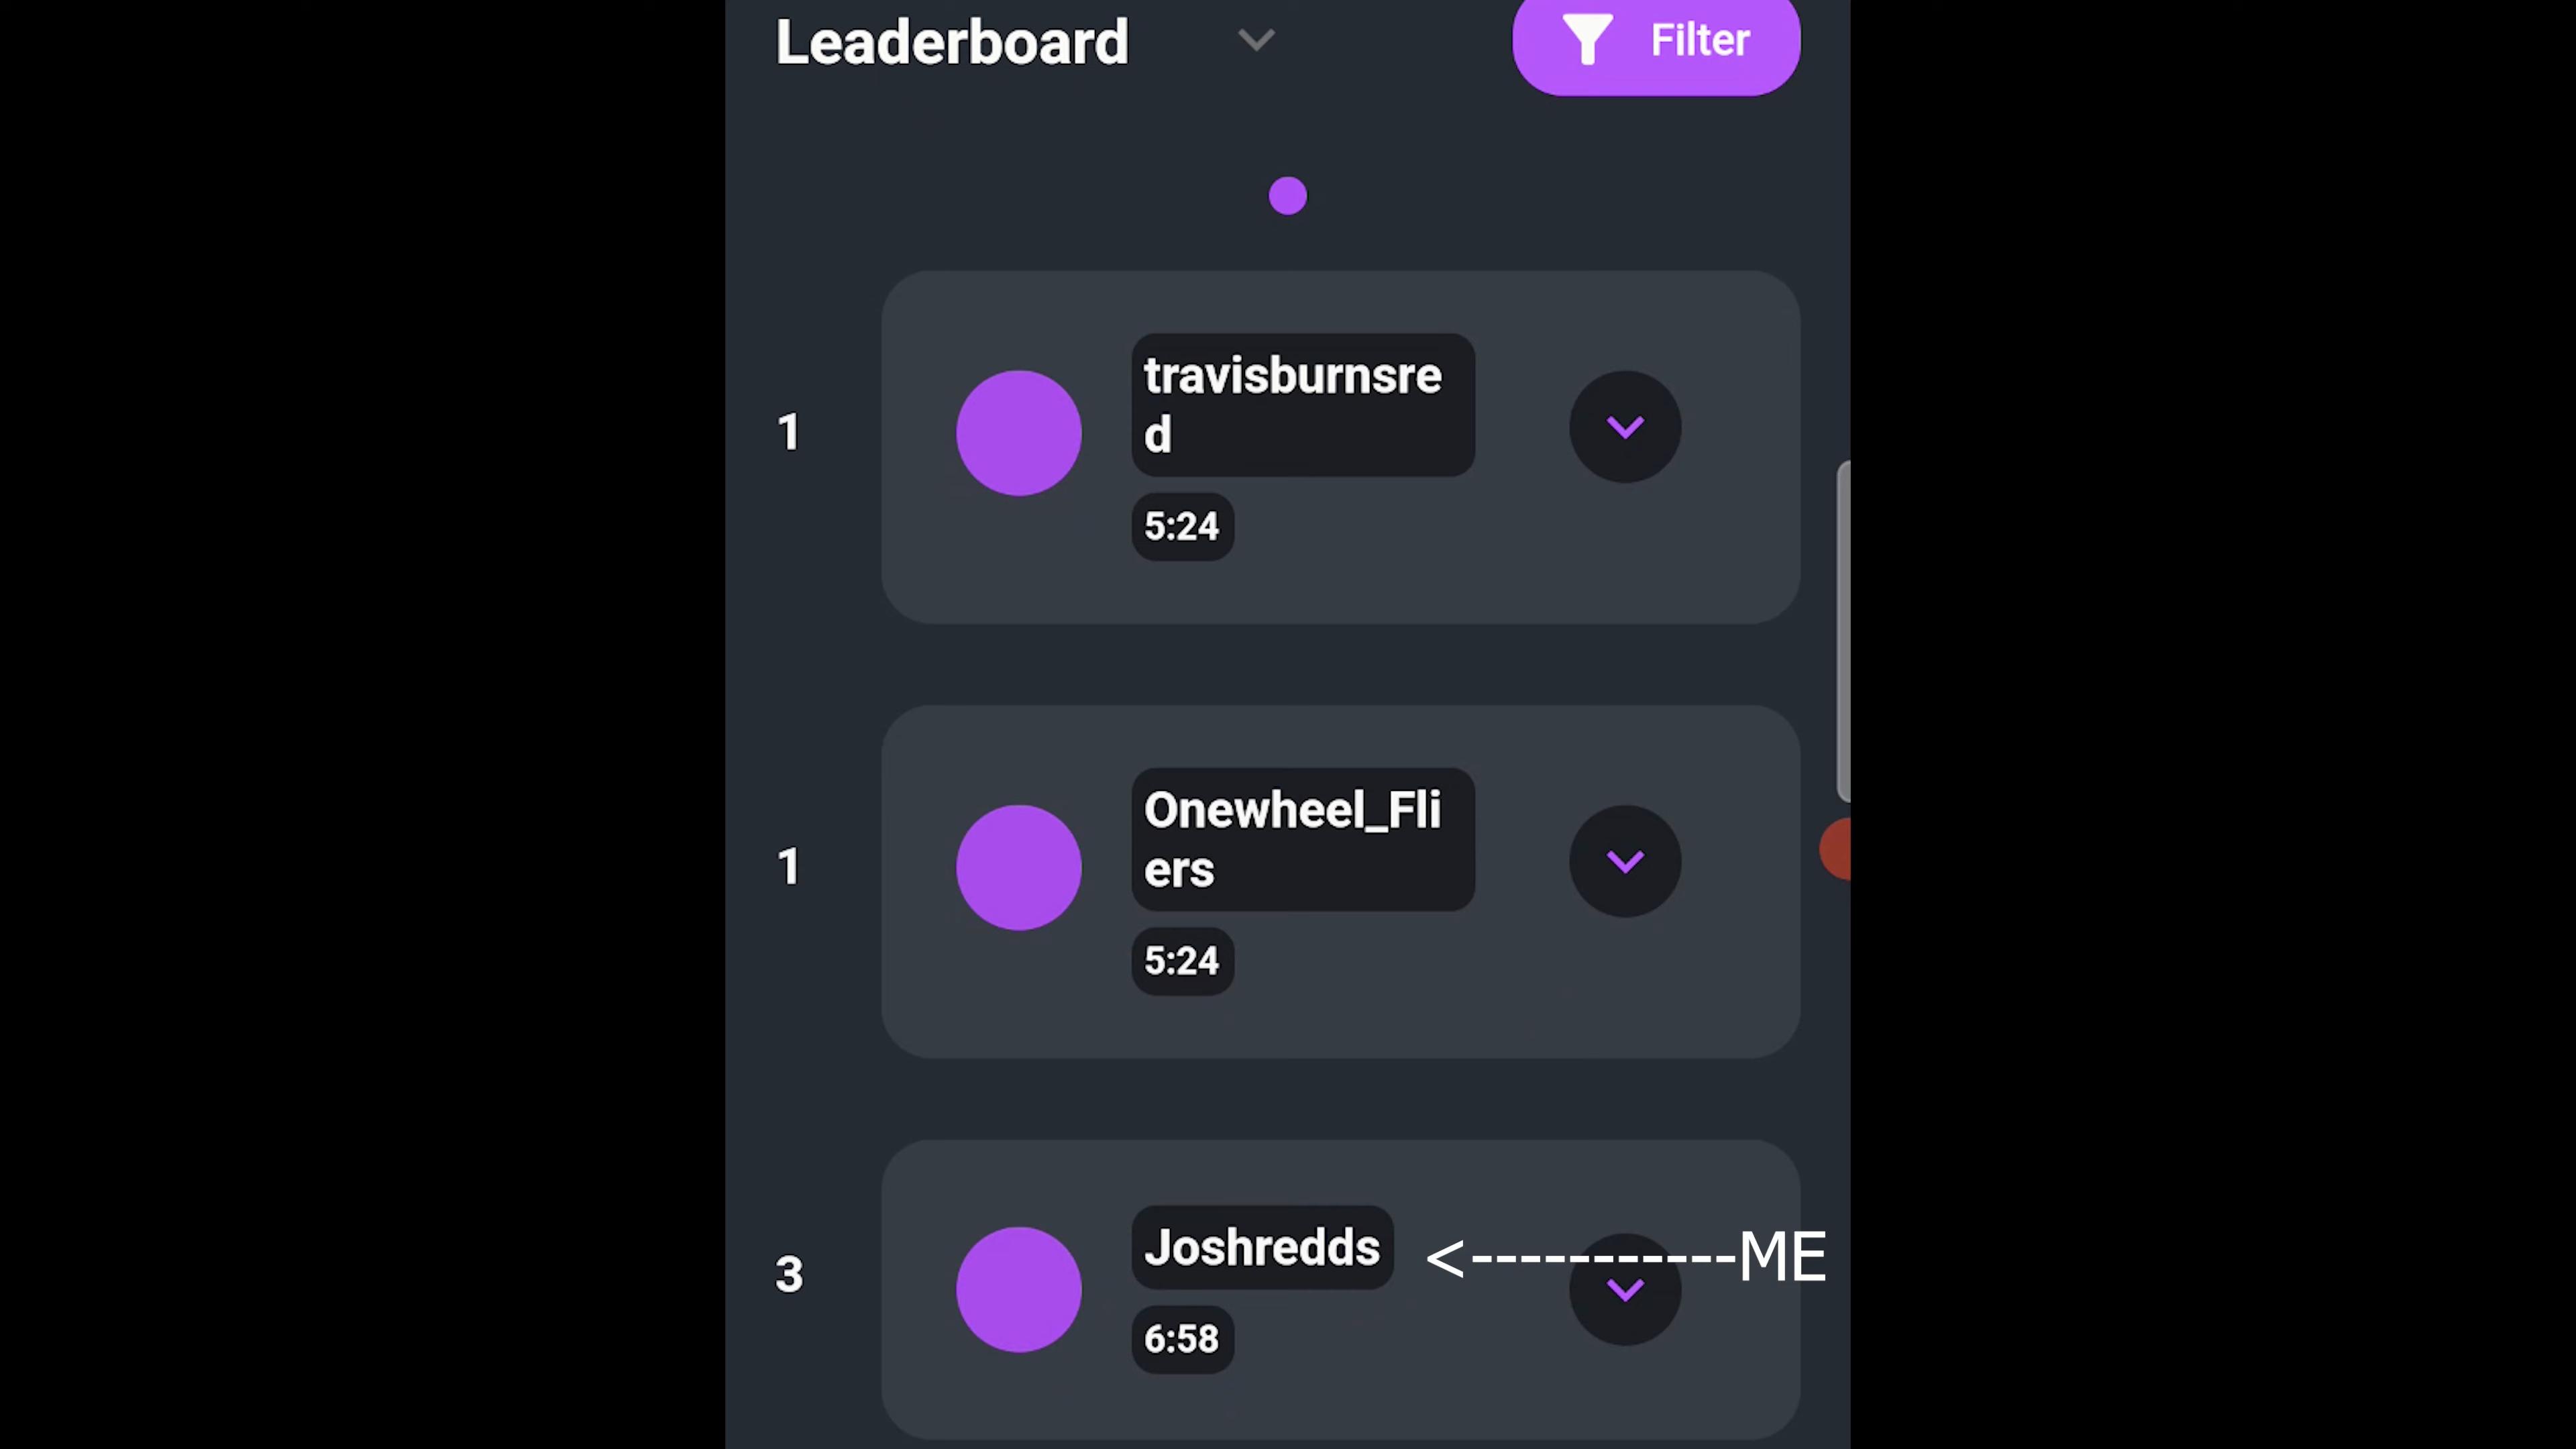 Leaderboard
Filter
1
travisburnsre
d
5:24
1
Onewheel_Fli
ers
5:24
3
Joshredds
<-----------ME
6:58